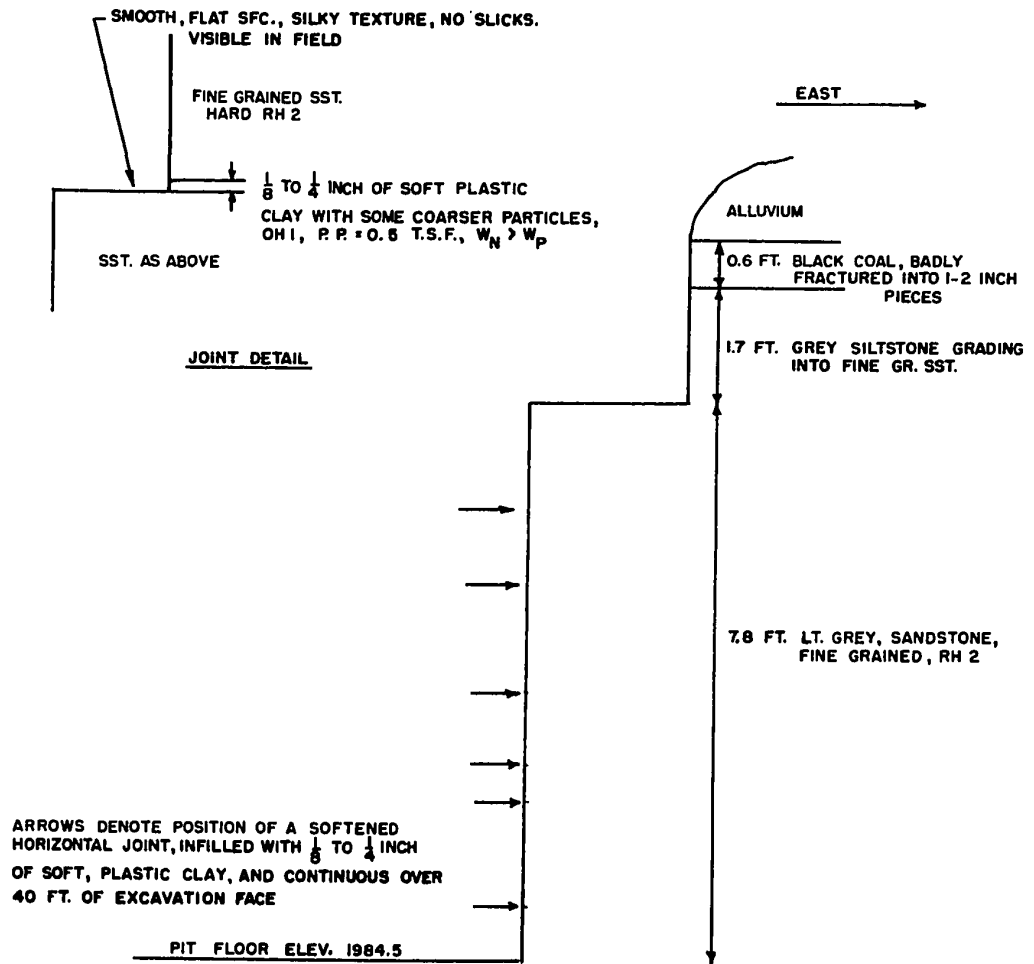 SMOOTH, FLAT SFC., SILKY TEXTURE, NO SLICKS.
VISIBLE IN FIELD
FINE GRAINED SST.
HARD RH 2
1/8 TO 1/4 INCH OF SOFT PLASTIC
CLAY WITH SOME COARSER PARTICLES,
OH 1, P.P. = 0.5 T.S.F., W_N > W_P
SST. AS ABOVE
JOINT DETAIL
EAST
ALLUVIUM
0.6 FT. BLACK COAL, BADLY
FRACTURED INTO 1-2 INCH
PIECES
1.7 FT. GREY SILTSTONE GRADING
INTO FINE GR. SST.
7.8 FT. LT. GREY, SANDSTONE,
FINE GRAINED, RH 2
ARROWS DENOTE POSITION OF A SOFTENED
HORIZONTAL JOINT, INFILLED WITH 1/8 TO 1/4 INCH
OF SOFT, PLASTIC CLAY, AND CONTINUOUS OVER
40 FT. OF EXCAVATION FACE
PIT FLOOR ELEV. 1984.5